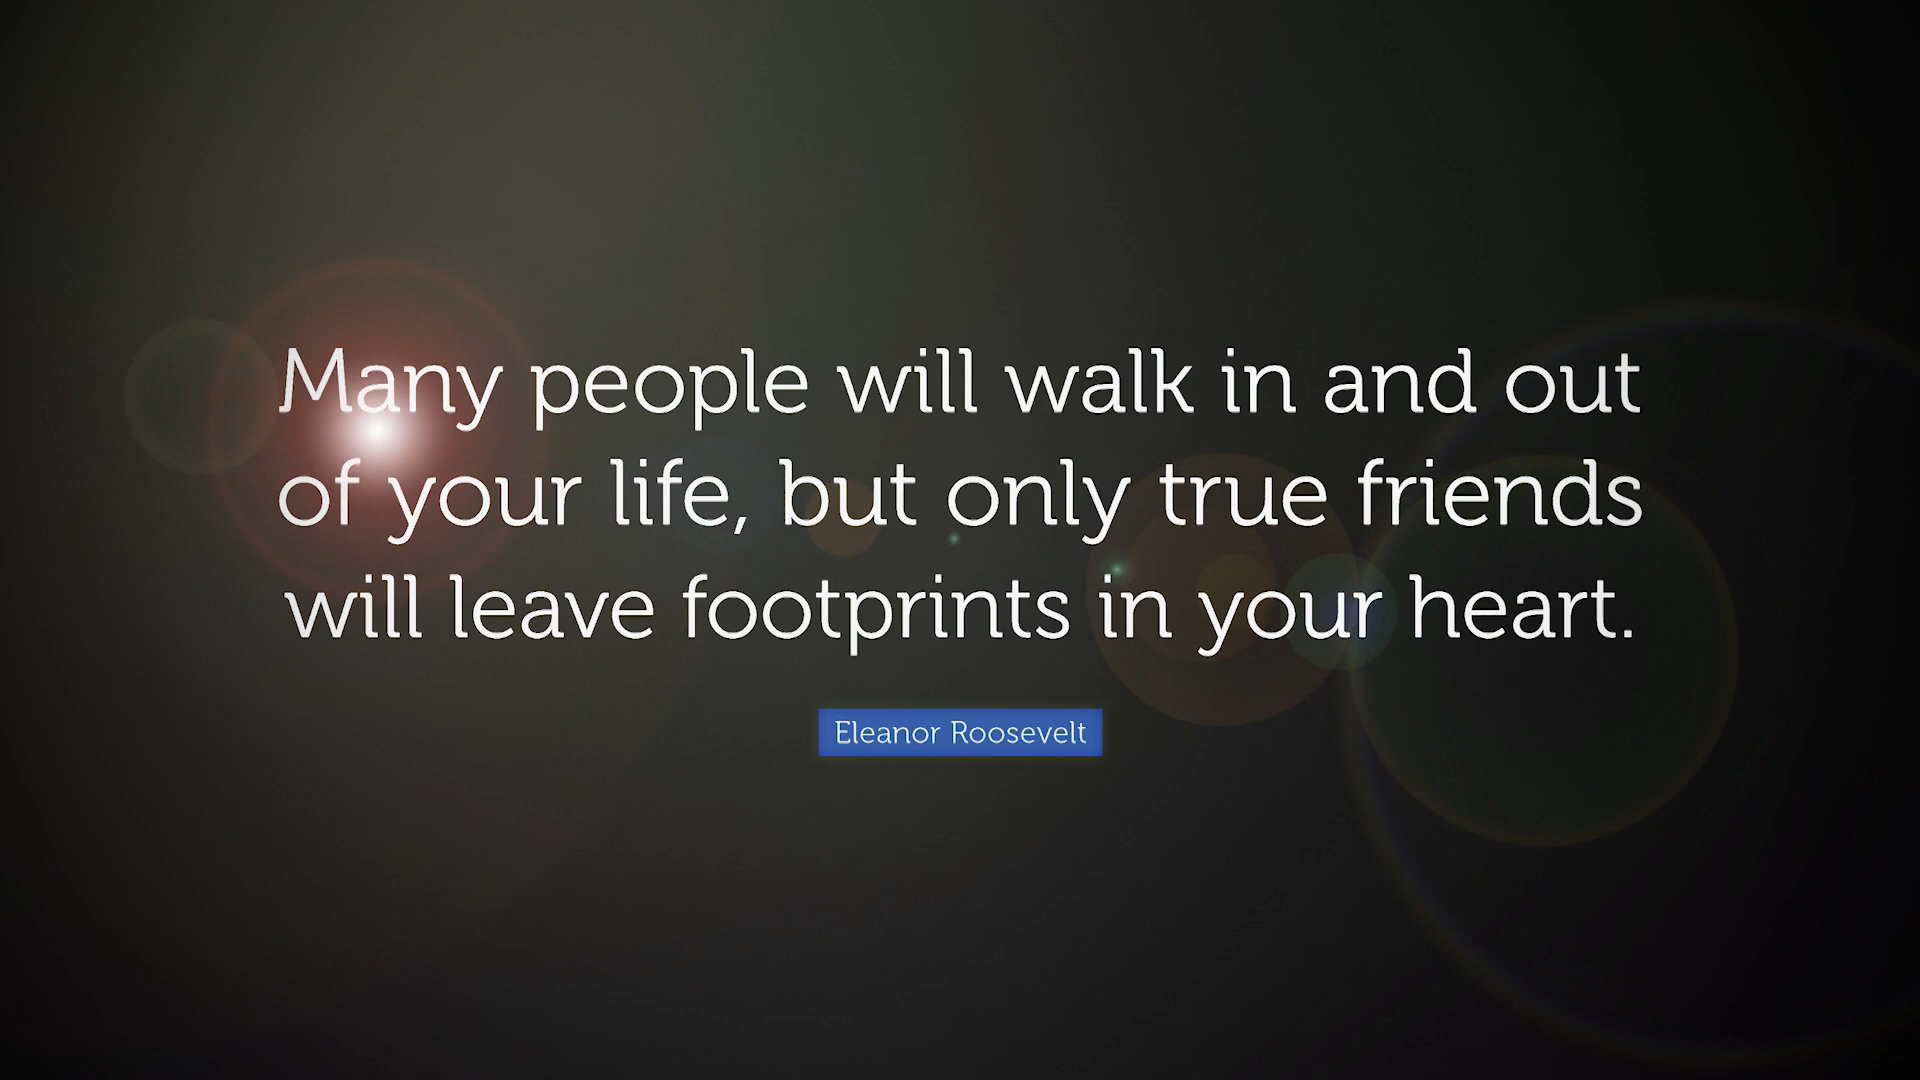 Many people will walk in and out
of your life, but only true friends
will leave footprints in your heart.
Eleanor Roosevelt